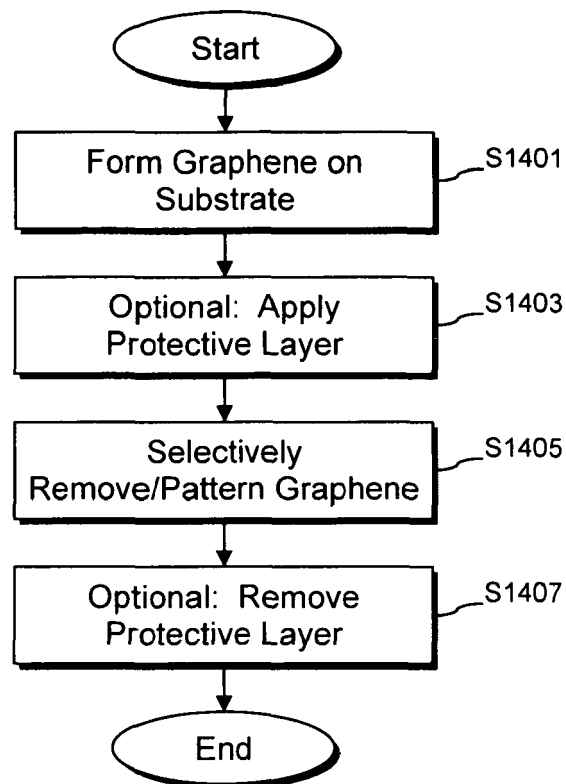 Start
Form Graphene on
Substrate
S1401
Optional: Apply
Protective Layer
S1403
Selectively
Remove/Pattern Graphene
S1405
Optional: Remove
Protective Layer
S1407
End